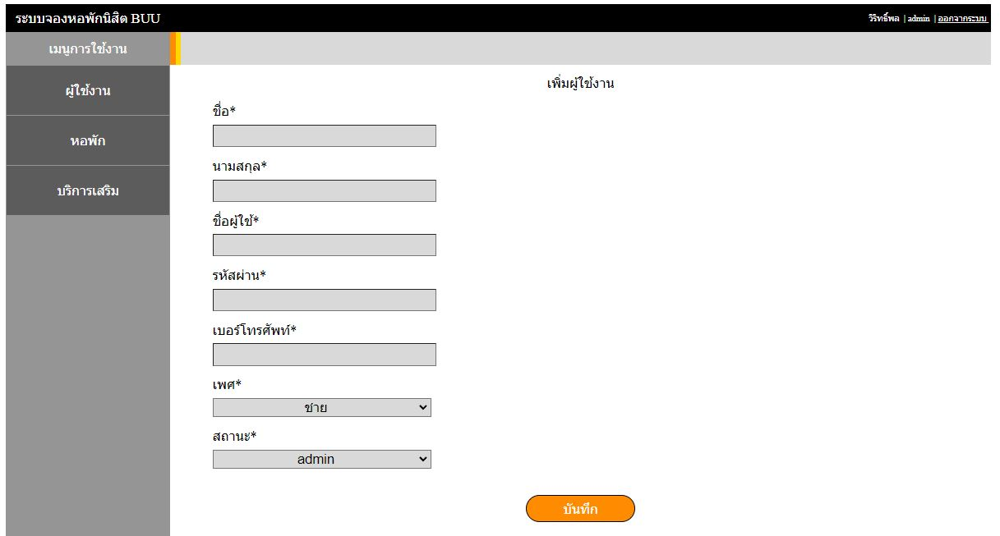 ระบบจองหอพักนิสิต BUU
วิริทธิ์พล | admin | ออกจากระบบ
เมนูการใช้งาน
ผู้ใช้งาน
หอพัก
บริการเสริม
เพิ่มผู้ใช้งาน
ชื่อ*
นามสกุล*
ชื่อผู้ใช้*
รหัสผ่าน*
เบอร์โทรศัพท์*
เพศ*
ชาย
สถานะ*
admin
บันทึก